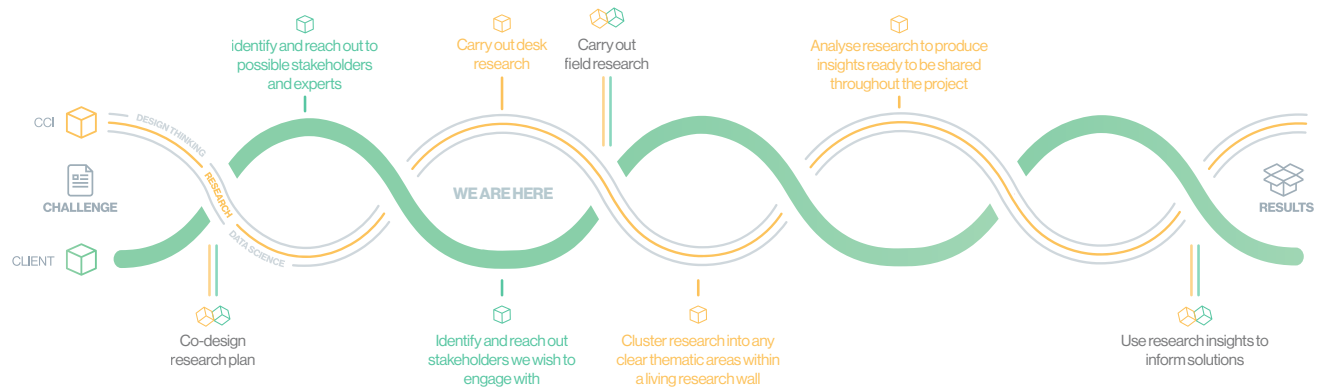 identify and reach out to
possible stakeholders
and experts
Carry out desk
research
Carry out
field research
Analyse research to produce
insights ready to be shared
throughout the project
CCI
DESIGN THINKING
RESEARCH
DATA SCIENCE
CHALLENGE
WE ARE HERE
RESULTS
CLIENT
Co-design
research plan
Identify and reach out
stakeholders we wish to
engage with
Cluster research into any
clear thematic areas within
a living research wall
Use research insights to
inform solutions